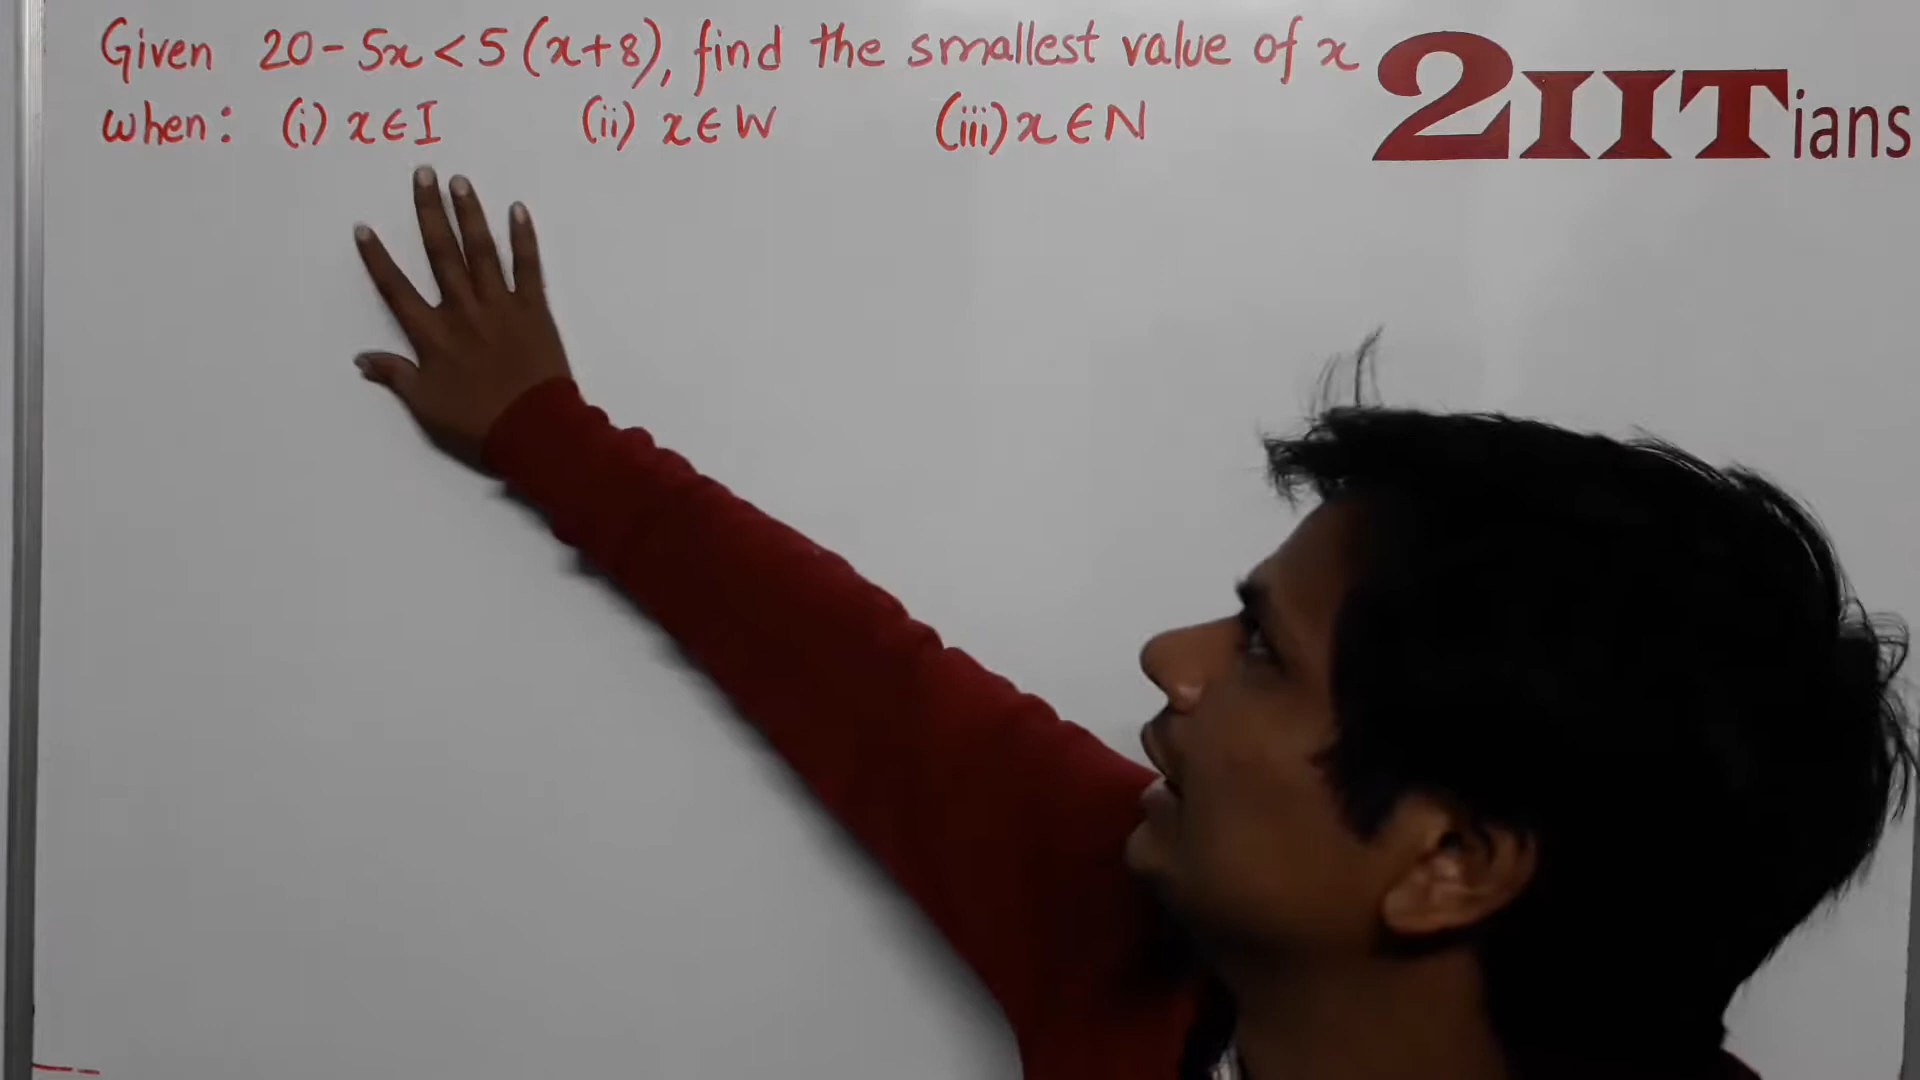 Given 20 - 5x < 5 (x+8), find the smallest value of x
when: (i) x ∈ I (ii) x ∈ W (iii) x ∈ N
2IITians